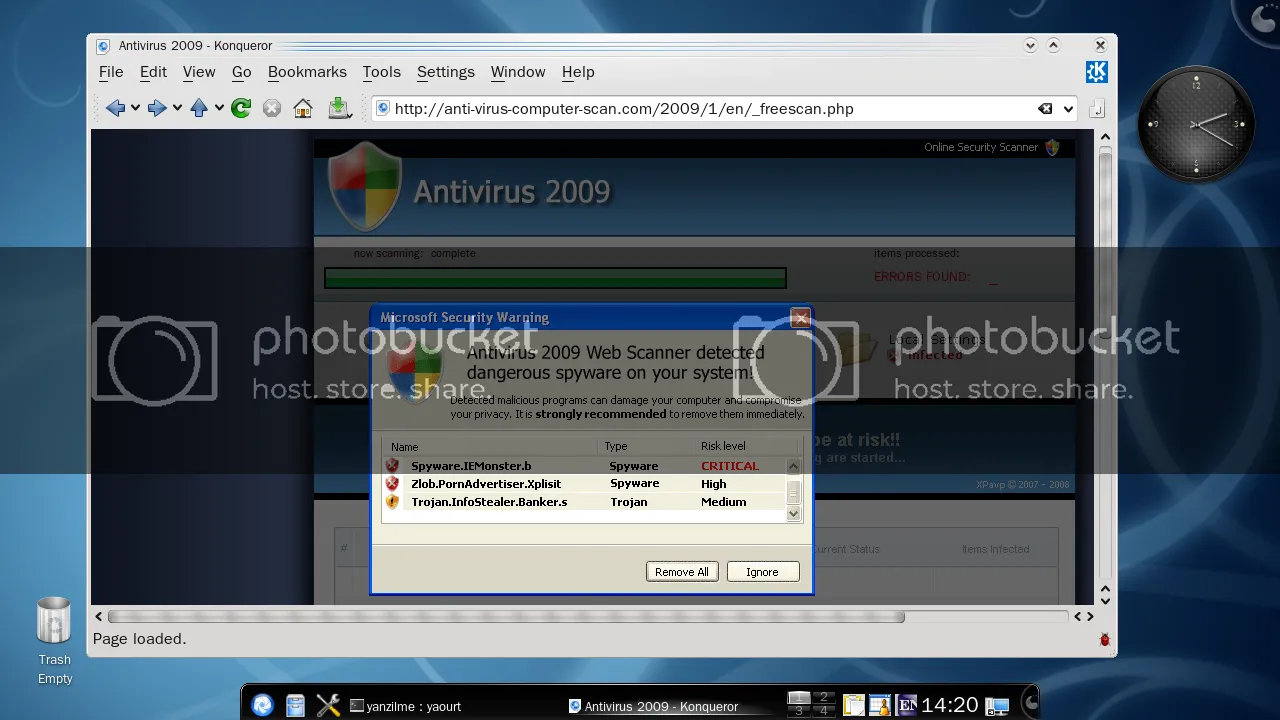 Antivirus 2009 - Konqueror
File Edit View Go Bookmarks Tools Settings Window Help
http://anti-virus-computer-scan.com/2009/1/en/_freescan.php
Online Security Scanner
Antivirus 2009
now scanning: complete
items processed:
ERRORS FOUND: _
Microsoft Security Warning
Antivirus 2009 Web Scanner detected
dangerous spyware on your system!
Detected malicious programs can damage your computer and compromise
your privacy. It is strongly recommended to remove them immediately.
Name Type Risk level
Spyware.IEMonster.b Spyware CRITICAL
Zlob.PornAdvertiser.Xplisit Spyware High
Trojan.InfoStealer.Banker.s Trojan Medium
Remove All Ignore
Local Settings
Infected
be at risk!!
are started...
XPavp © 2007 - 2008
# Current Status Items Infected
photobucket
host. store. share.
photobucket
host. store. share.
12
3
6
9
Page loaded.
Trash
Empty
yanzilme : yaourt
Antivirus 2009 - Konqueror
1 2
3 4
EN
14:20